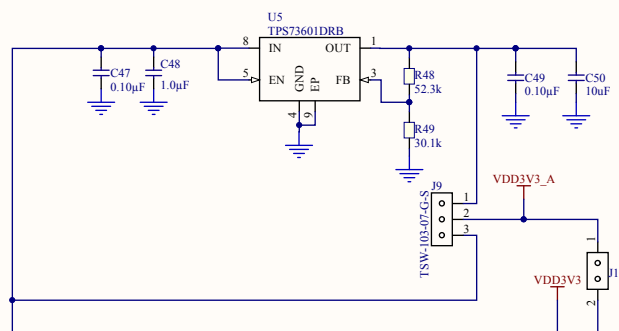 U5
TPS73601DRB
8 IN OUT 1
5 EN FB 3
GND
EP
4
9
C47
0.10µF
C48
1.0µF
R48
52.3k
R49
30.1k
C49
0.10µF
C50
10uF
J9
TSW-103-07-G-S
1
2
3
VDD3V3_A
1
J1
2
VDD3V3